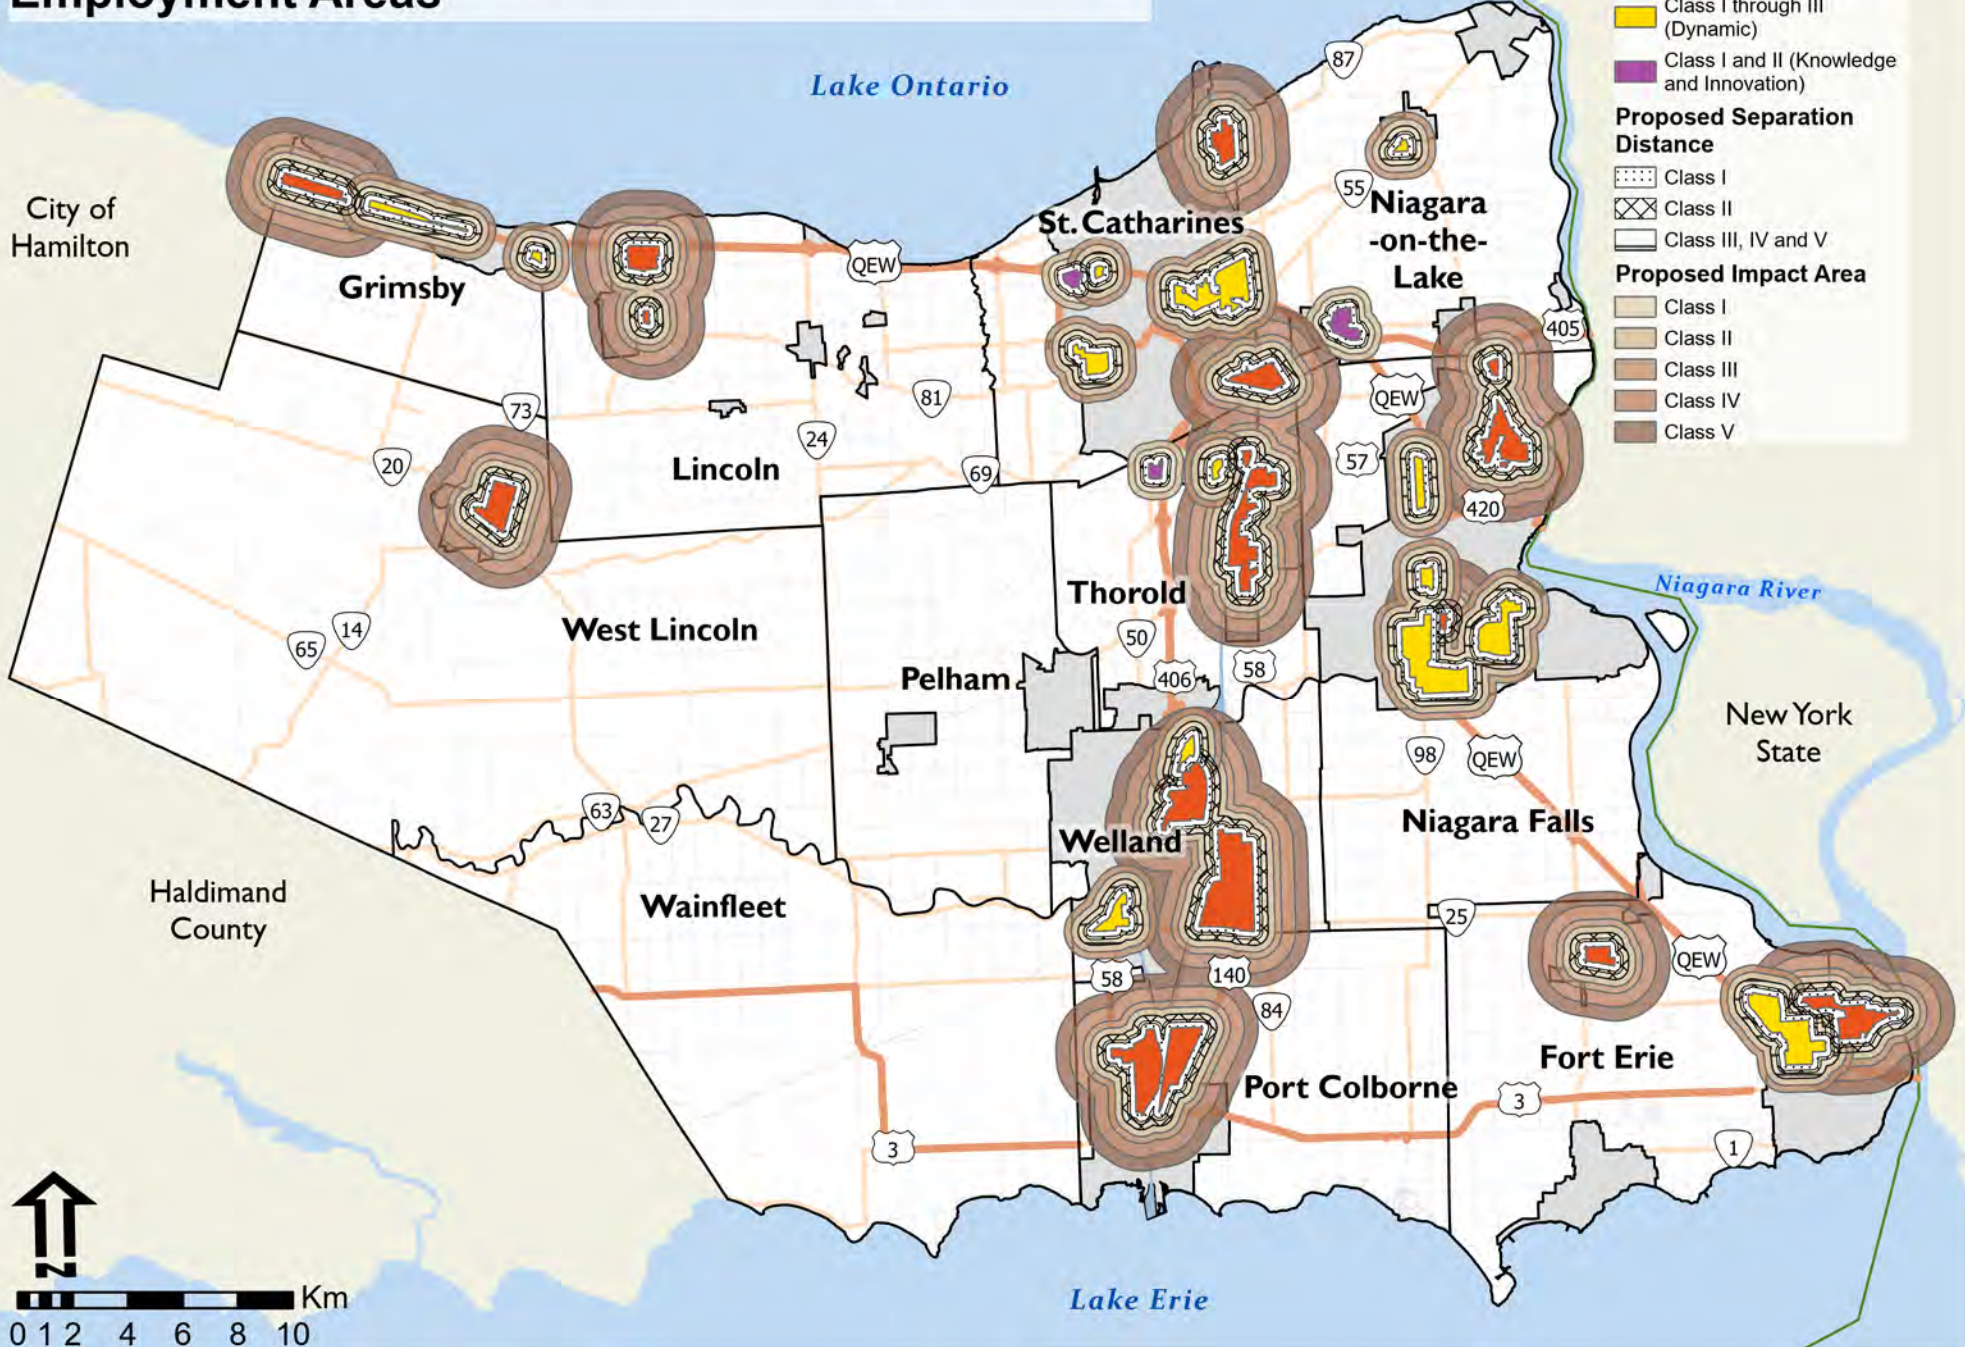 Employment Areas
Class I through III
(Dynamic)
Class I and II (Knowledge
and Innovation)
Proposed Separation
Distance
Class I
Class II
Class III, IV and V
Proposed Impact Area
Class I
Class II
Class III
Class IV
Class V
Lake Ontario
87
City of
Hamilton
55
Niagara
-on-the-
Lake
St. Catharines
QEW
Grimsby
405
QEW
81
73
24
20
Lincoln
69
57
420
Niagara River
Thorold
West Lincoln
14
65
50
Pelham
406
58
New York
State
98
QEW
63
27
Niagara Falls
Welland
Haldimand
County
Wainfleet
25
QEW
58
140
84
Fort Erie
Port Colborne
3
3
1
N
Km
0 1 2 4 6 8 10
Lake Erie